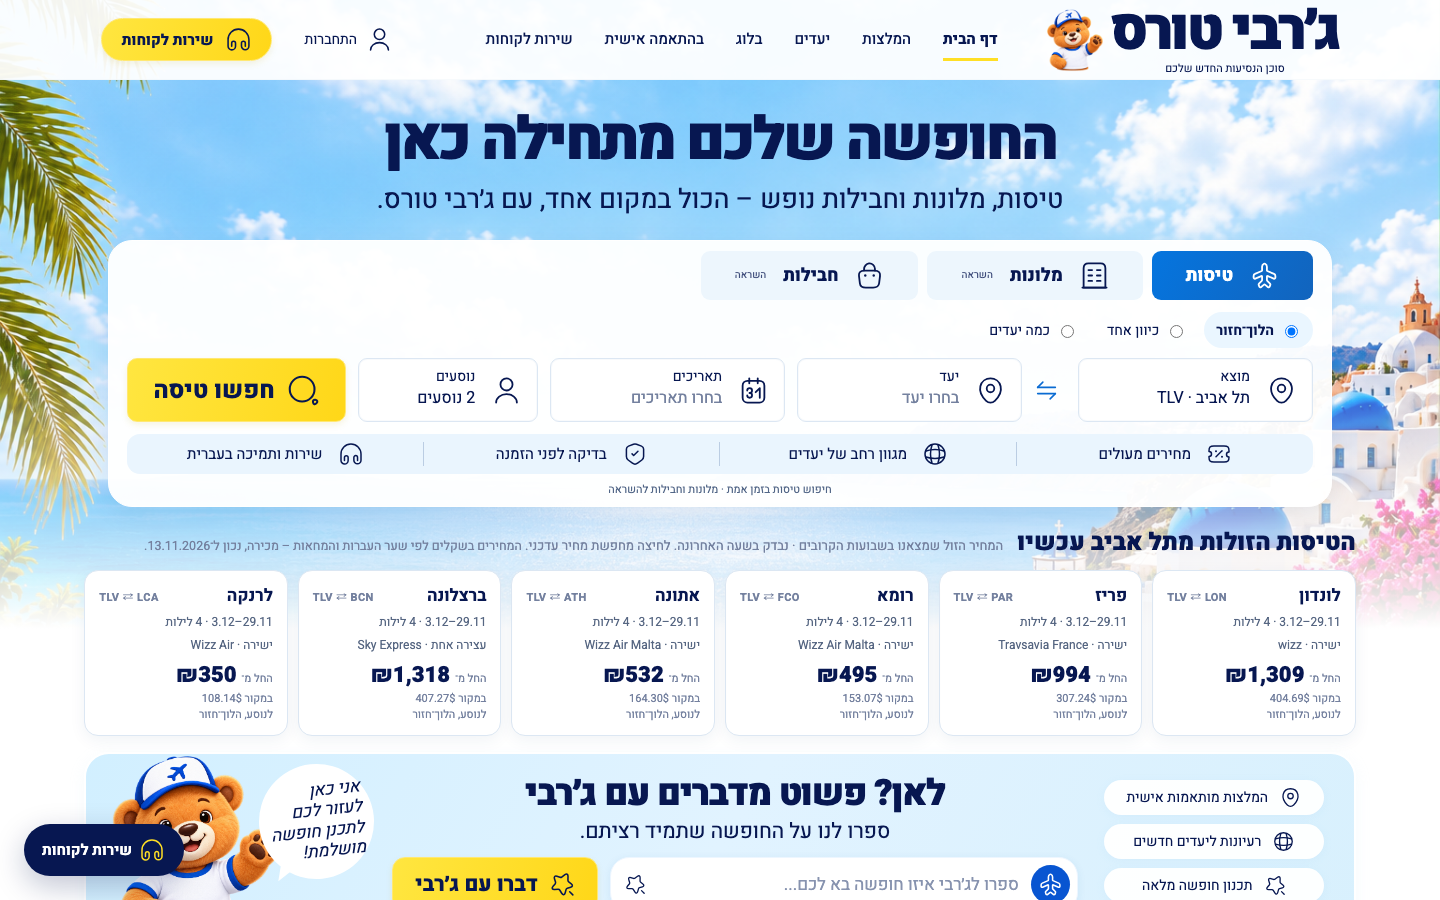 ג׳רבי טורס
סוכן הנסיעות החדש שלכם
דף הבית
המלצות
יעדים
בלוג
בהתאמה אישית
שירות לקוחות
התחברות
שירות לקוחות
החופשה שלכם מתחילה כאן
טיסות, מלונות וחבילות נופש – הכול במקום אחד, עם ג׳רבי טורס.
טיסות
מלונות השראה
חבילות השראה
הלוך־חזור
כיוון אחד
כמה יעדים
מוצא
תל אביב · TLV
יעד
בחרו יעד
תאריכים
בחרו תאריכים
נוסעים
2 נוסעים
חפשו טיסה
מחירים מעולים
מגוון רחב של יעדים
בדיקה לפני הזמנה
שירות ותמיכה בעברית
חיפוש טיסות בזמן אמת · מלונות וחבילות להשראה
הטיסות הזולות מתל אביב עכשיו
המחיר הזול שמצאנו בשבועות הקרובים · נבדק בשעה האחרונה. לחיצה מחפשת מחיר עדכני. המחירים בשקלים לפי שער העברות והמחאות – מכירה, נכון ל־13.11.2026.
לונדון TLV ⇄ LON
29.11–3.12 · 4 לילות
ישירה · wizz
החל מ־ ₪1,309
במקור $404.69
לנוסע, הלוך־חזור
פריז TLV ⇄ PAR
29.11–3.12 · 4 לילות
ישירה · Travsavia France
החל מ־ ₪994
במקור $307.24
לנוסע, הלוך־חזור
רומא TLV ⇄ FCO
29.11–3.12 · 4 לילות
ישירה · Wizz Air Malta
החל מ־ ₪495
במקור $153.07
לנוסע, הלוך־חזור
אתונה TLV ⇄ ATH
29.11–3.12 · 4 לילות
ישירה · Wizz Air Malta
החל מ־ ₪532
במקור $164.30
לנוסע, הלוך־חזור
ברצלונה TLV ⇄ BCN
29.11–3.12 · 4 לילות
עצירה אחת · Sky Express
החל מ־ ₪1,318
במקור $407.27
לנוסע, הלוך־חזור
לרנקה TLV ⇄ LCA
29.11–3.12 · 4 לילות
ישירה · Wizz Air
החל מ־ ₪350
במקור $108.14
לנוסע, הלוך־חזור
המלצות מותאמות אישית
רעיונות ליעדים חדשים
תכנון חופשה מלאה
לאן? פשוט מדברים עם ג׳רבי
ספרו לנו על החופשה שתמיד רציתם.
ספרו לג׳רבי איזו חופשה בא לכם...
דברו עם ג׳רבי
אני כאן
לעזור לכם
לתכנן חופשה
מושלמת!
שירות לקוחות